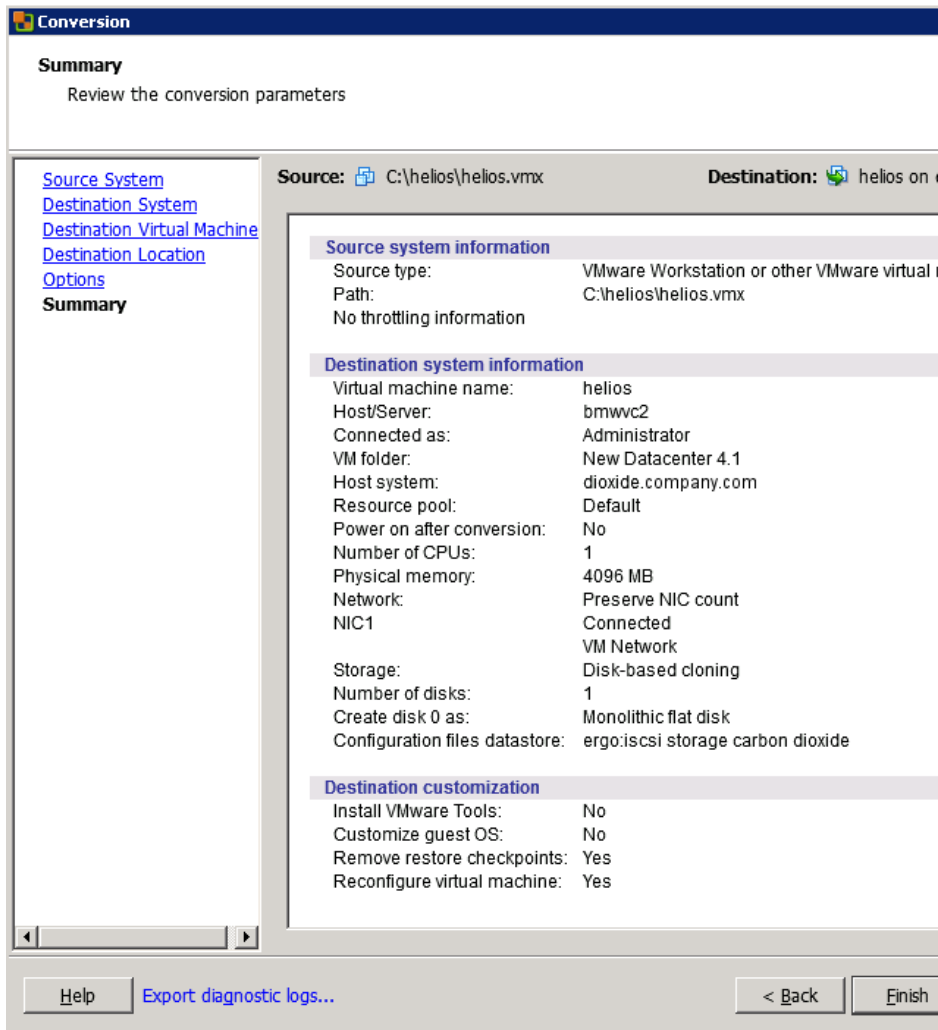 Conversion
Summary
Review the conversion parameters
Source System
Destination System
Destination Virtual Machine
Destination Location
Options
Summary
Source: C:\helios\helios.vmx Destination: helios on
Source system information
Source type: VMware Workstation or other VMware virtual
Path: C:\helios\helios.vmx
No throttling information
Destination system information
Virtual machine name: helios
Host/Server: bmwvc2
Connected as: Administrator
VM folder: New Datacenter 4.1
Host system: dioxide.company.com
Resource pool: Default
Power on after conversion: No
Number of CPUs: 1
Physical memory: 4096 MB
Network: Preserve NIC count
NIC1 Connected
VM Network
Storage: Disk-based cloning
Number of disks: 1
Create disk 0 as: Monolithic flat disk
Configuration files datastore: ergo:iscsi storage carbon dioxide
Destination customization
Install VMware Tools: No
Customize guest OS: No
Remove restore checkpoints: Yes
Reconfigure virtual machine: Yes
Help Export diagnostic logs... < Back Finish